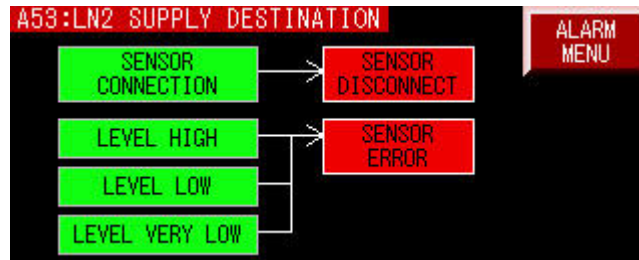 A53:LN2 SUPPLY DESTINATION
ALARM
MENU
SENSOR
CONNECTION
SENSOR
DISCONNECT
LEVEL HIGH
SENSOR
ERROR
LEVEL LOW
LEVEL VERY LOW